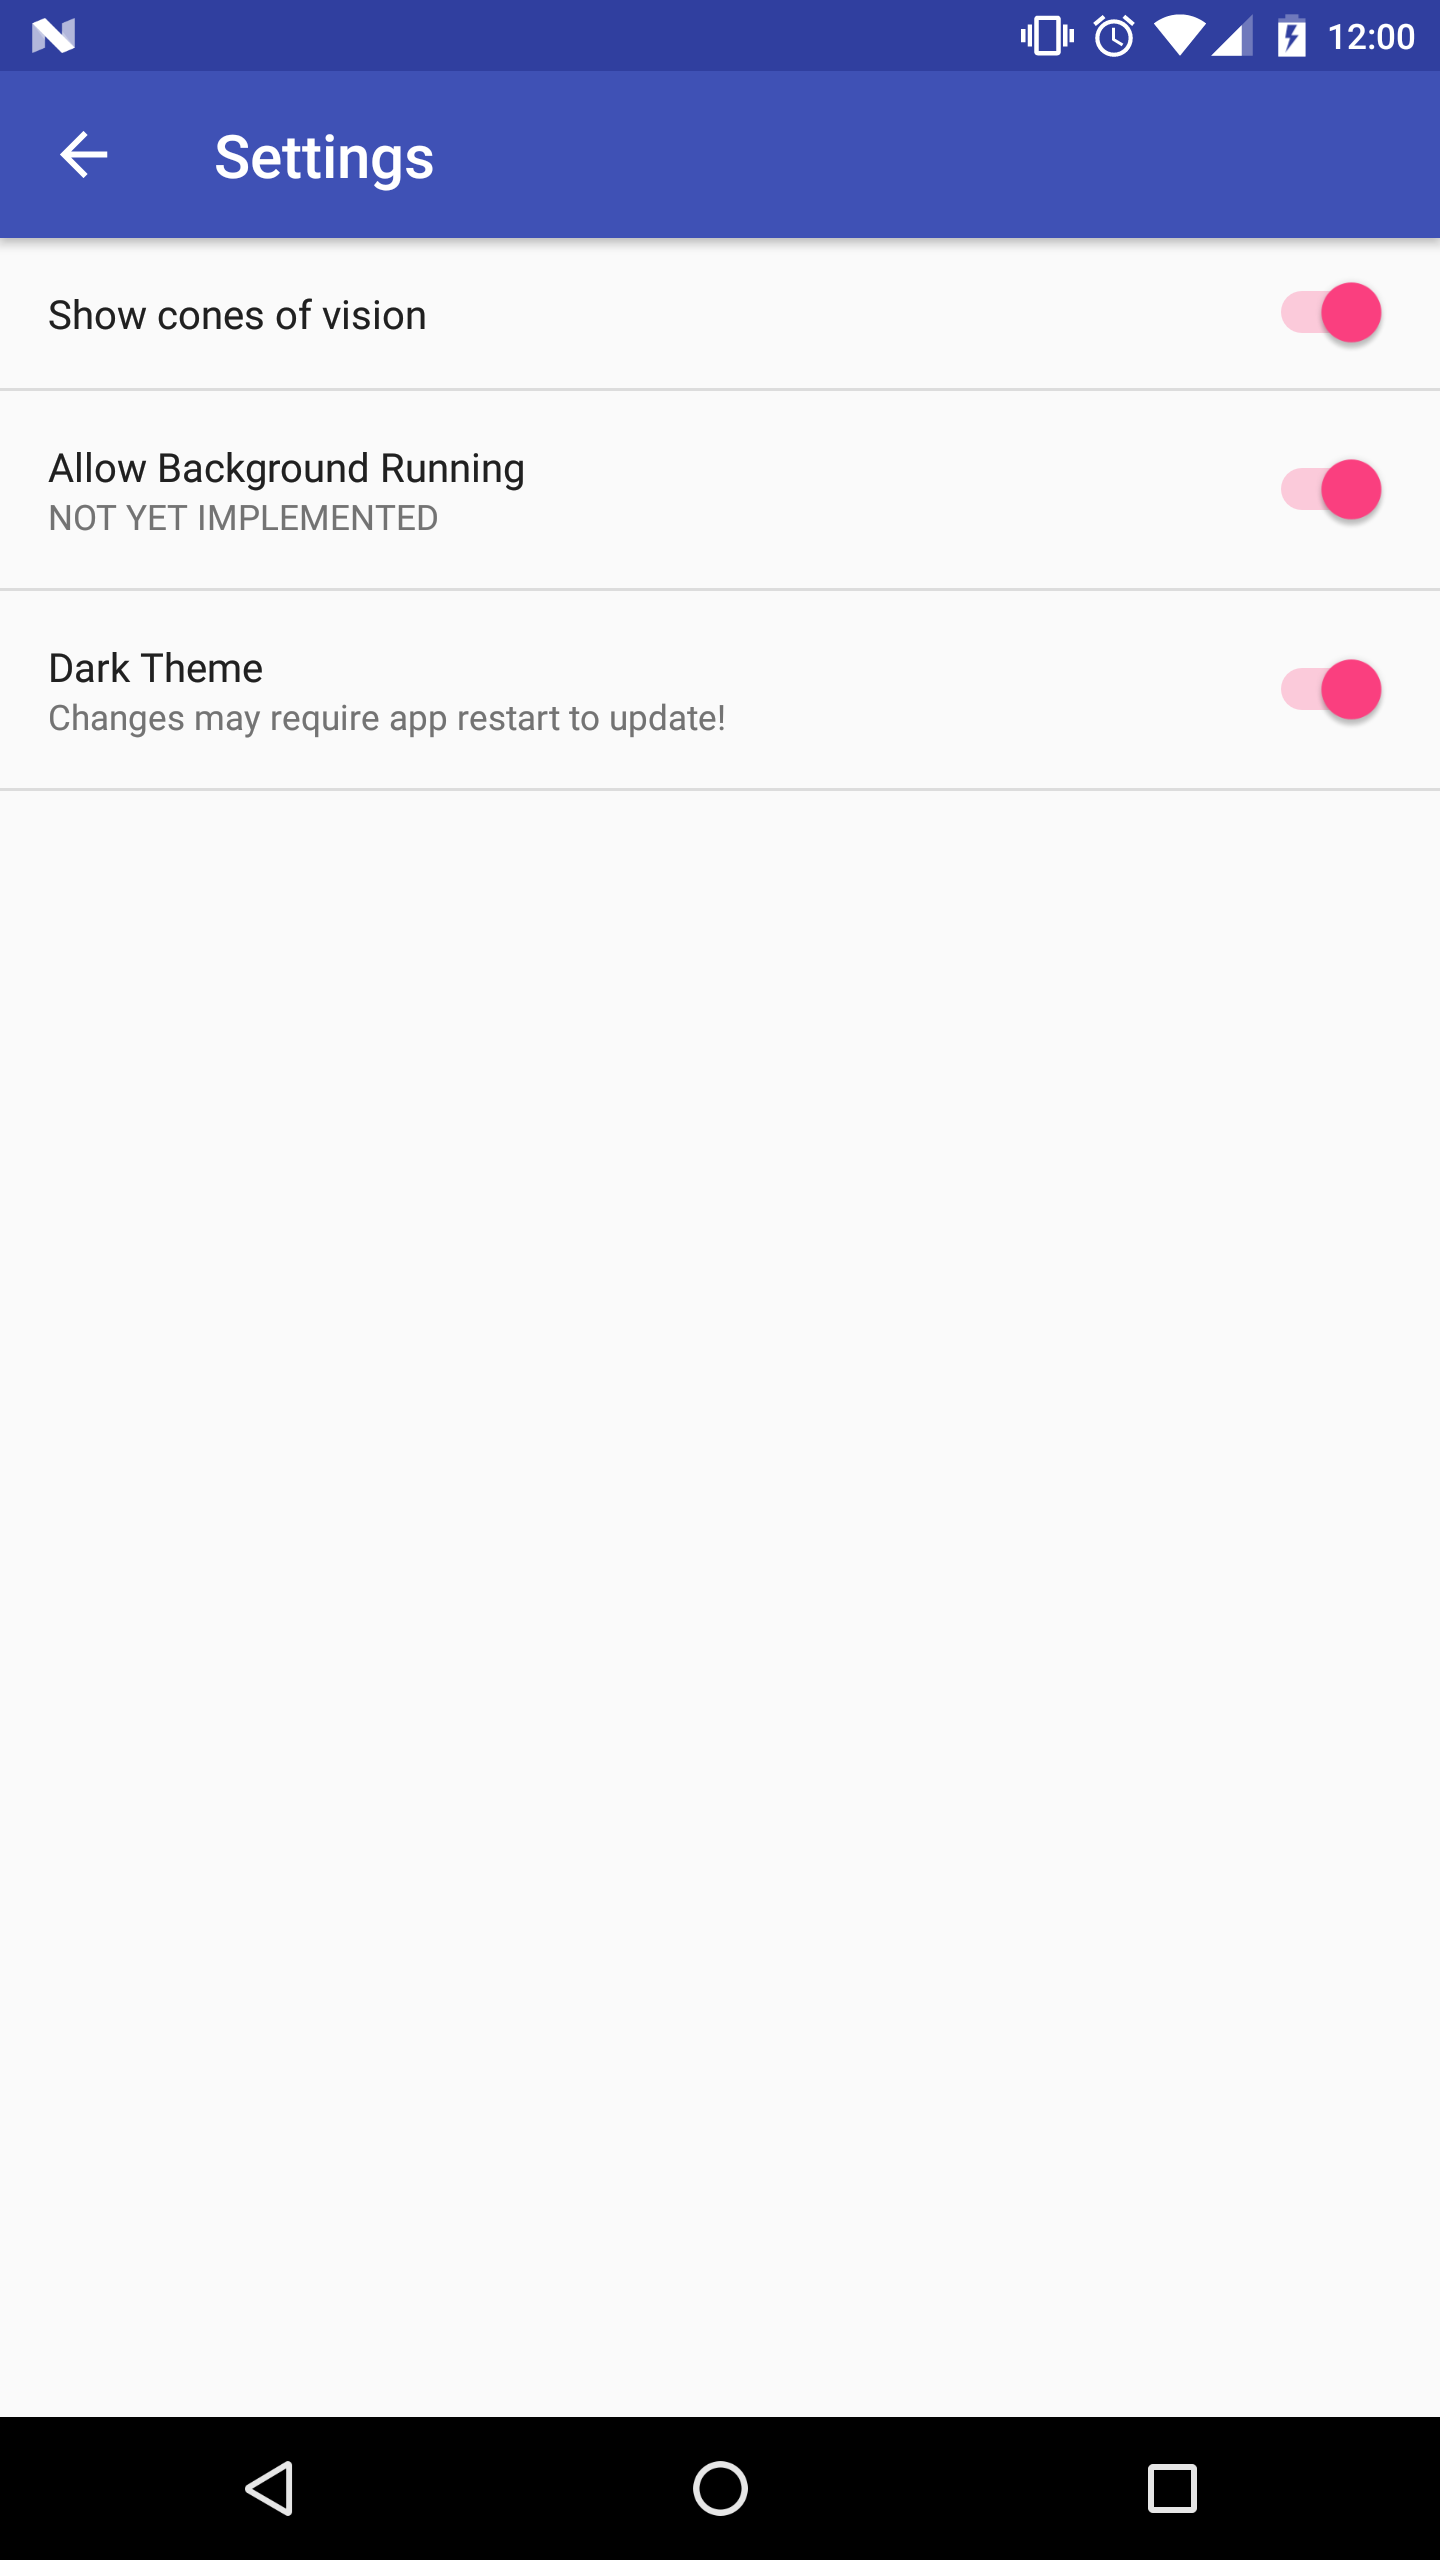 12:00
Settings
Show cones of vision
Allow Background Running
NOT YET IMPLEMENTED
Dark Theme
Changes may require app restart to update!